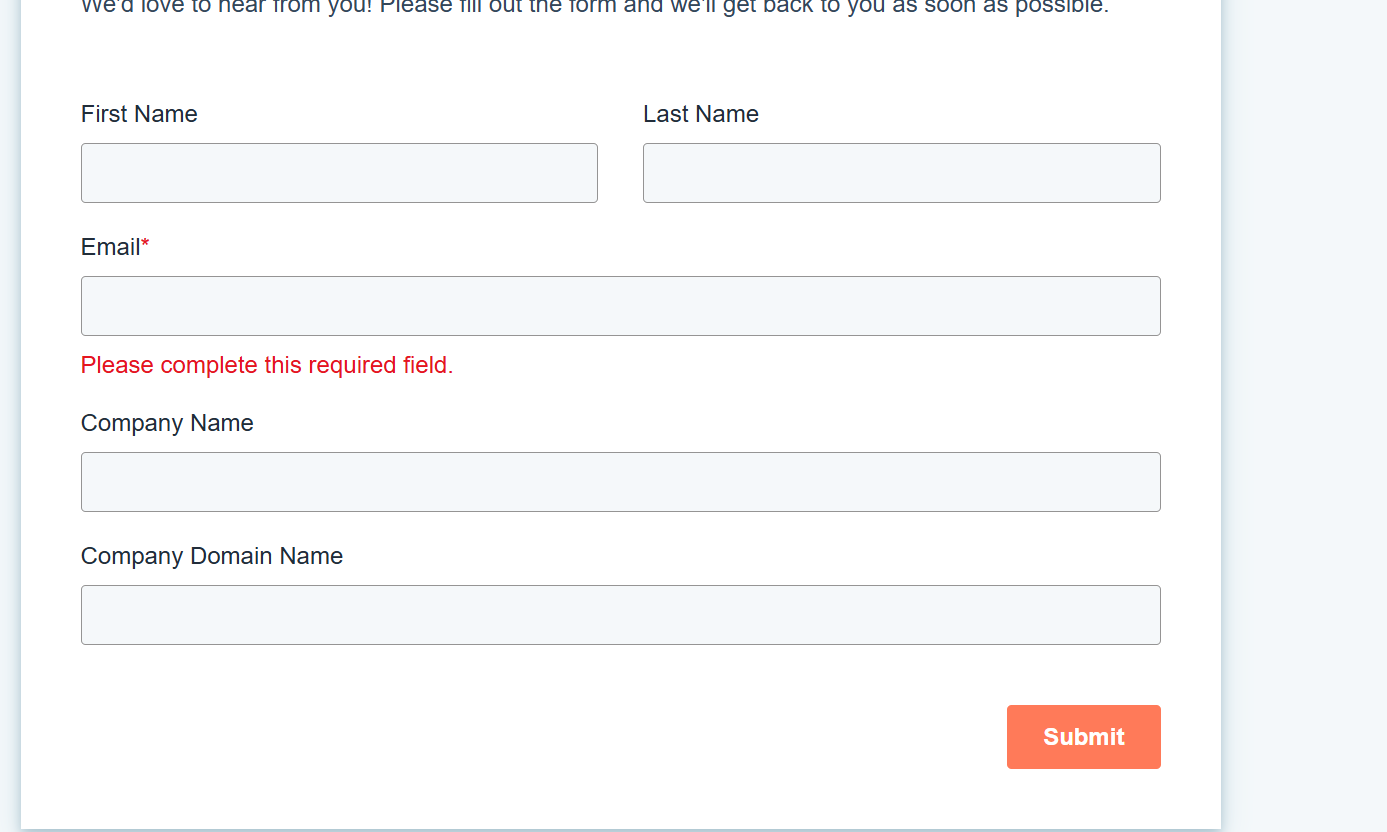 We'd love to hear from you! Please fill out the form and we'll get back to you as soon as possible.
First Name
Last Name
Email*
Please complete this required field.
Company Name
Company Domain Name
Submit